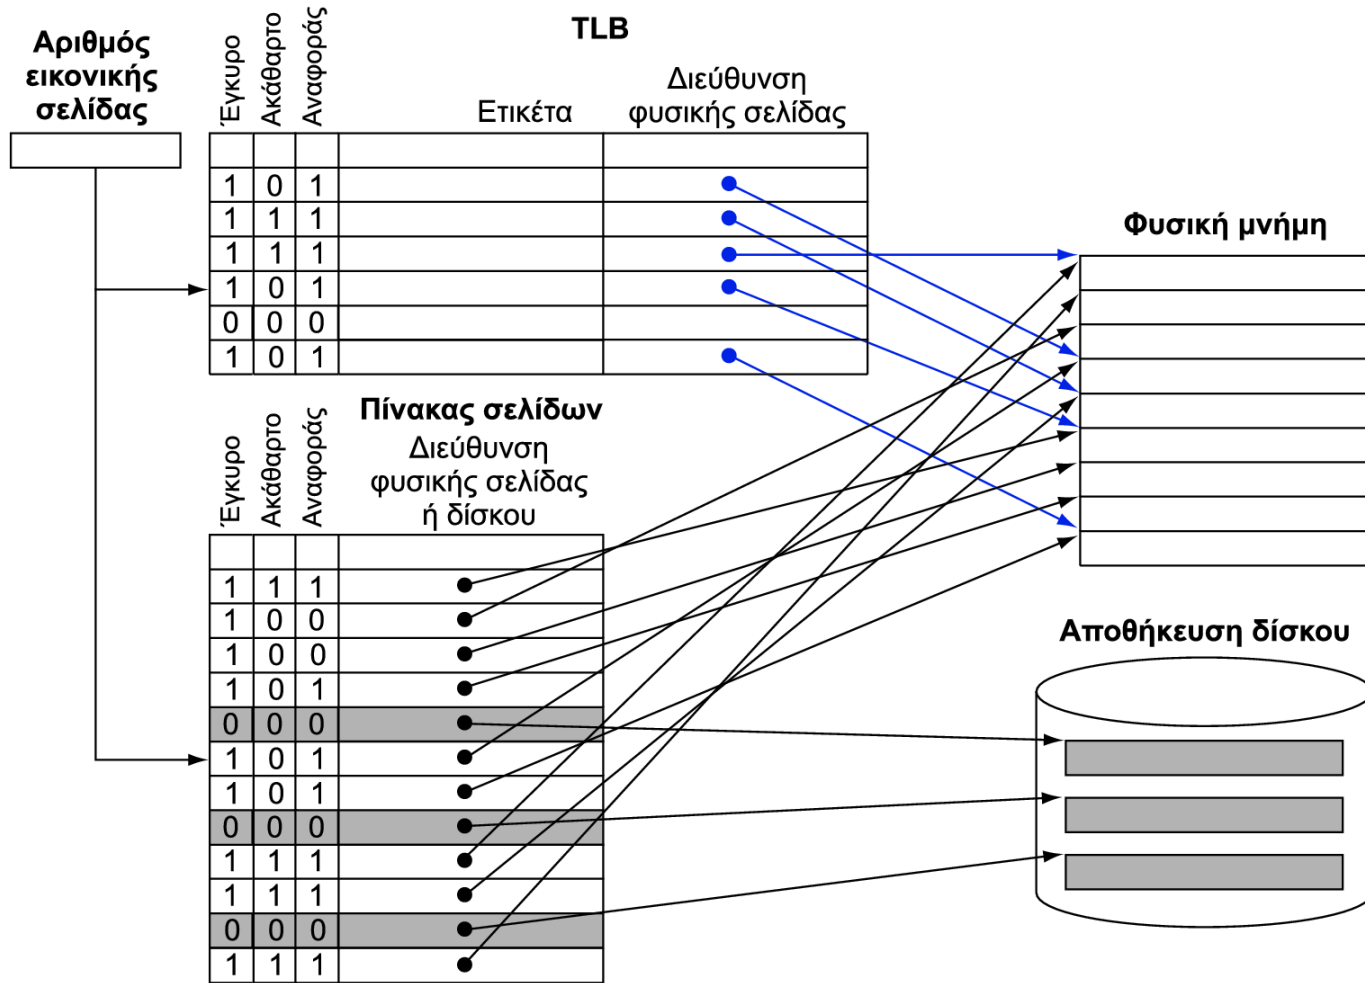 Αριθμός
εικονικής
σελίδας
TLB
Έγκυρο
Ακάθαρτο
Αναφοράς
Ετικέτα
Διεύθυνση
φυσικής σελίδας
1 0 1
1 1 1
1 1 1
1 0 1
0 0 0
1 0 1
Φυσική μνήμη
Πίνακας σελίδων
Έγκυρο
Ακάθαρτο
Αναφοράς
Διεύθυνση
φυσικής σελίδας
ή δίσκου
1 1 1
1 0 0
1 0 0
1 0 1
0 0 0
1 0 1
1 0 1
0 0 0
1 1 1
1 1 1
0 0 0
1 1 1
Αποθήκευση δίσκου